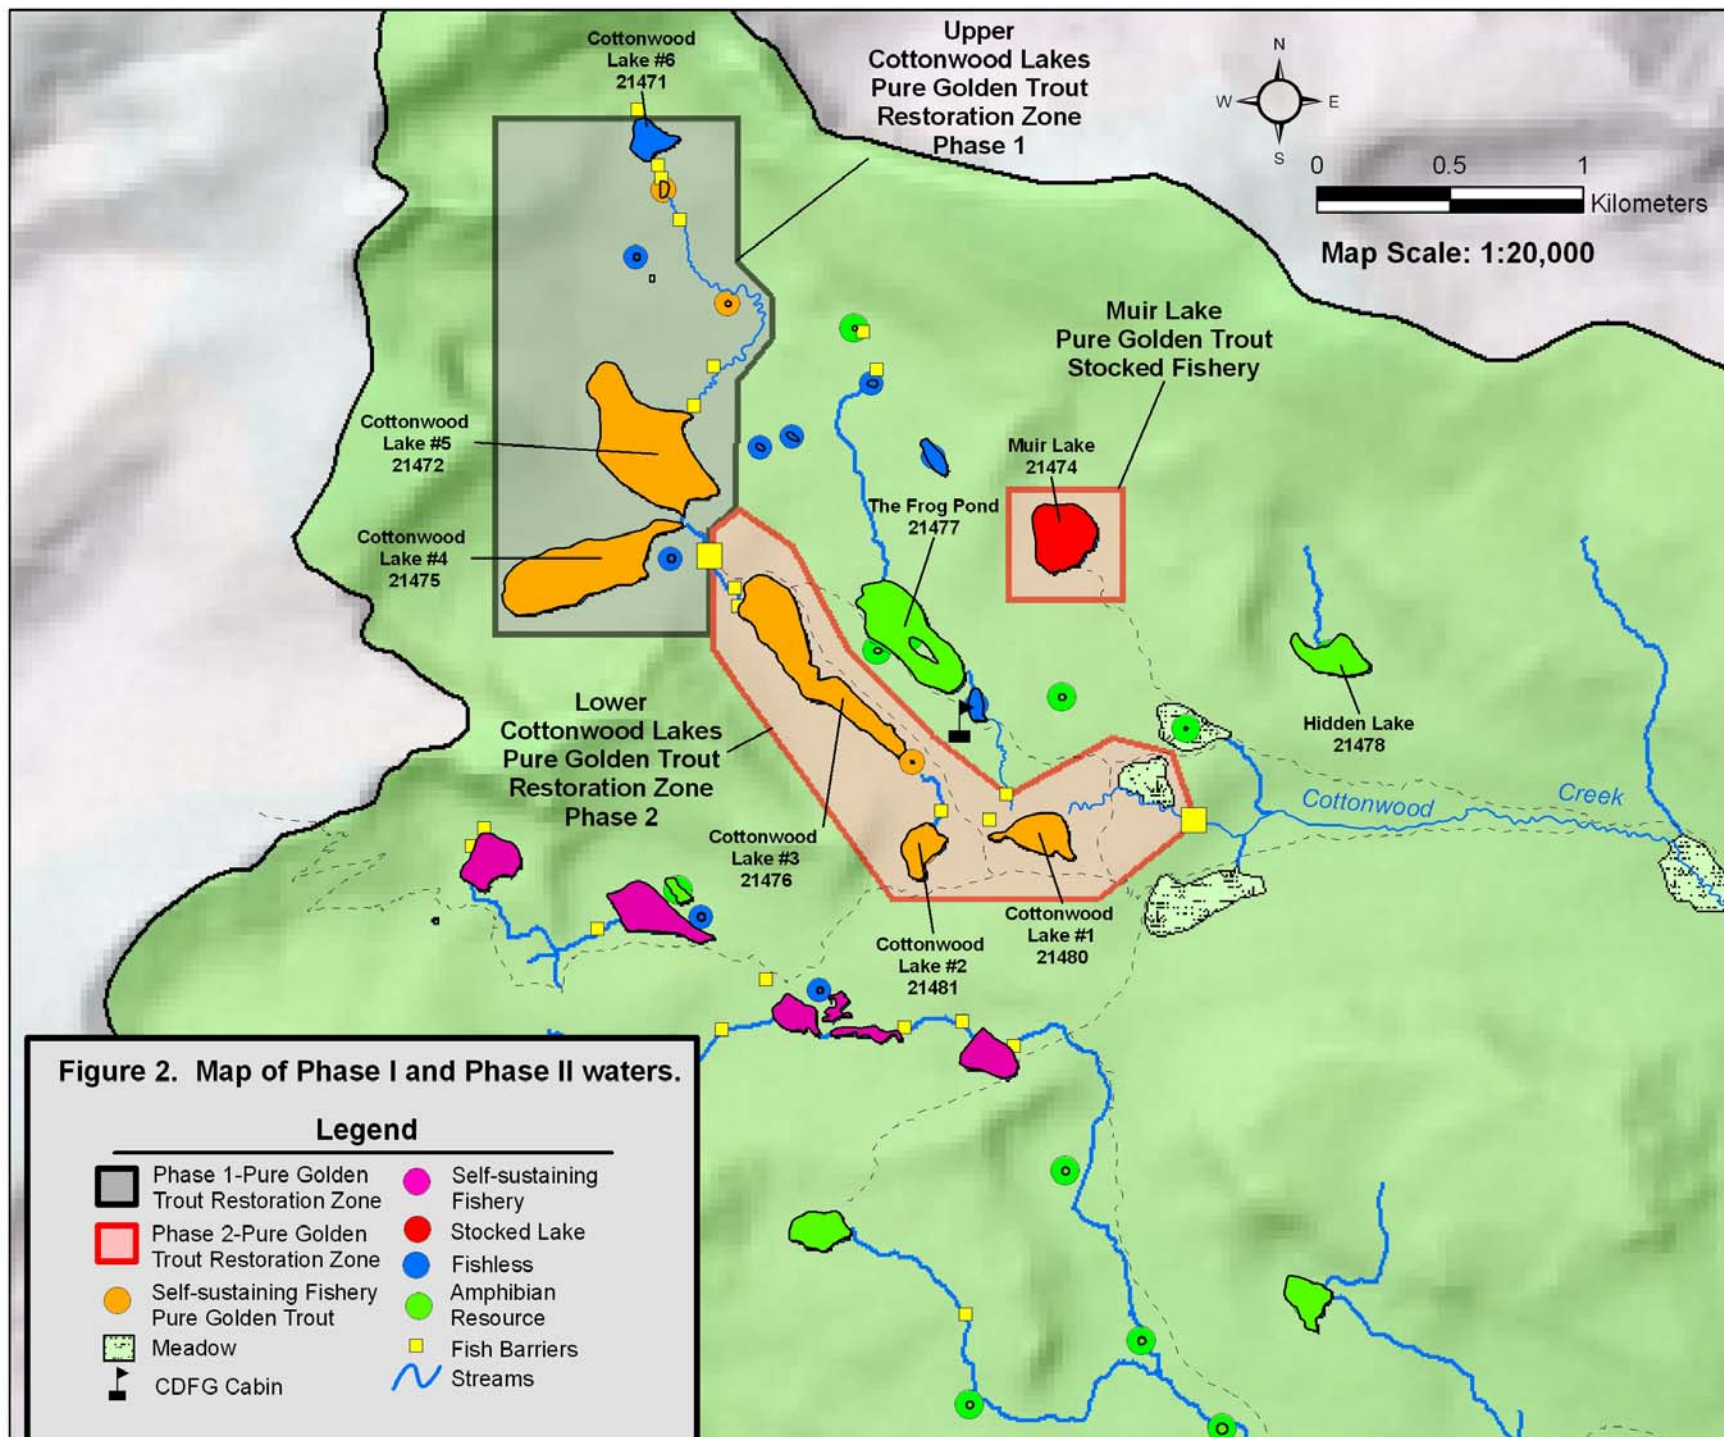 Cottonwood
Lake #6
21471
Upper
Cottonwood Lakes
Pure Golden Trout
Restoration Zone
Phase 1
N
W
E
S
0
0.5
1
Kilometers
Map Scale: 1:20,000
Muir Lake
Pure Golden Trout
Stocked Fishery
Cottonwood
Lake #5
21472
Muir Lake
21474
The Frog Pond
21477
Cottonwood
Lake #4
21475
Lower
Cottonwood Lakes
Pure Golden Trout
Restoration Zone
Phase 2
Hidden Lake
21478
Cottonwood
Creek
Cottonwood
Lake #3
21476
Cottonwood
Lake #1
21480
Cottonwood
Lake #2
21481
Figure 2. Map of Phase I and Phase II waters.
Legend
Phase 1-Pure Golden
Trout Restoration Zone
Phase 2-Pure Golden
Trout Restoration Zone
Self-sustaining Fishery
Pure Golden Trout
Meadow
CDFG Cabin
Self-sustaining
Fishery
Stocked Lake
Fishless
Amphibian
Resource
Fish Barriers
Streams